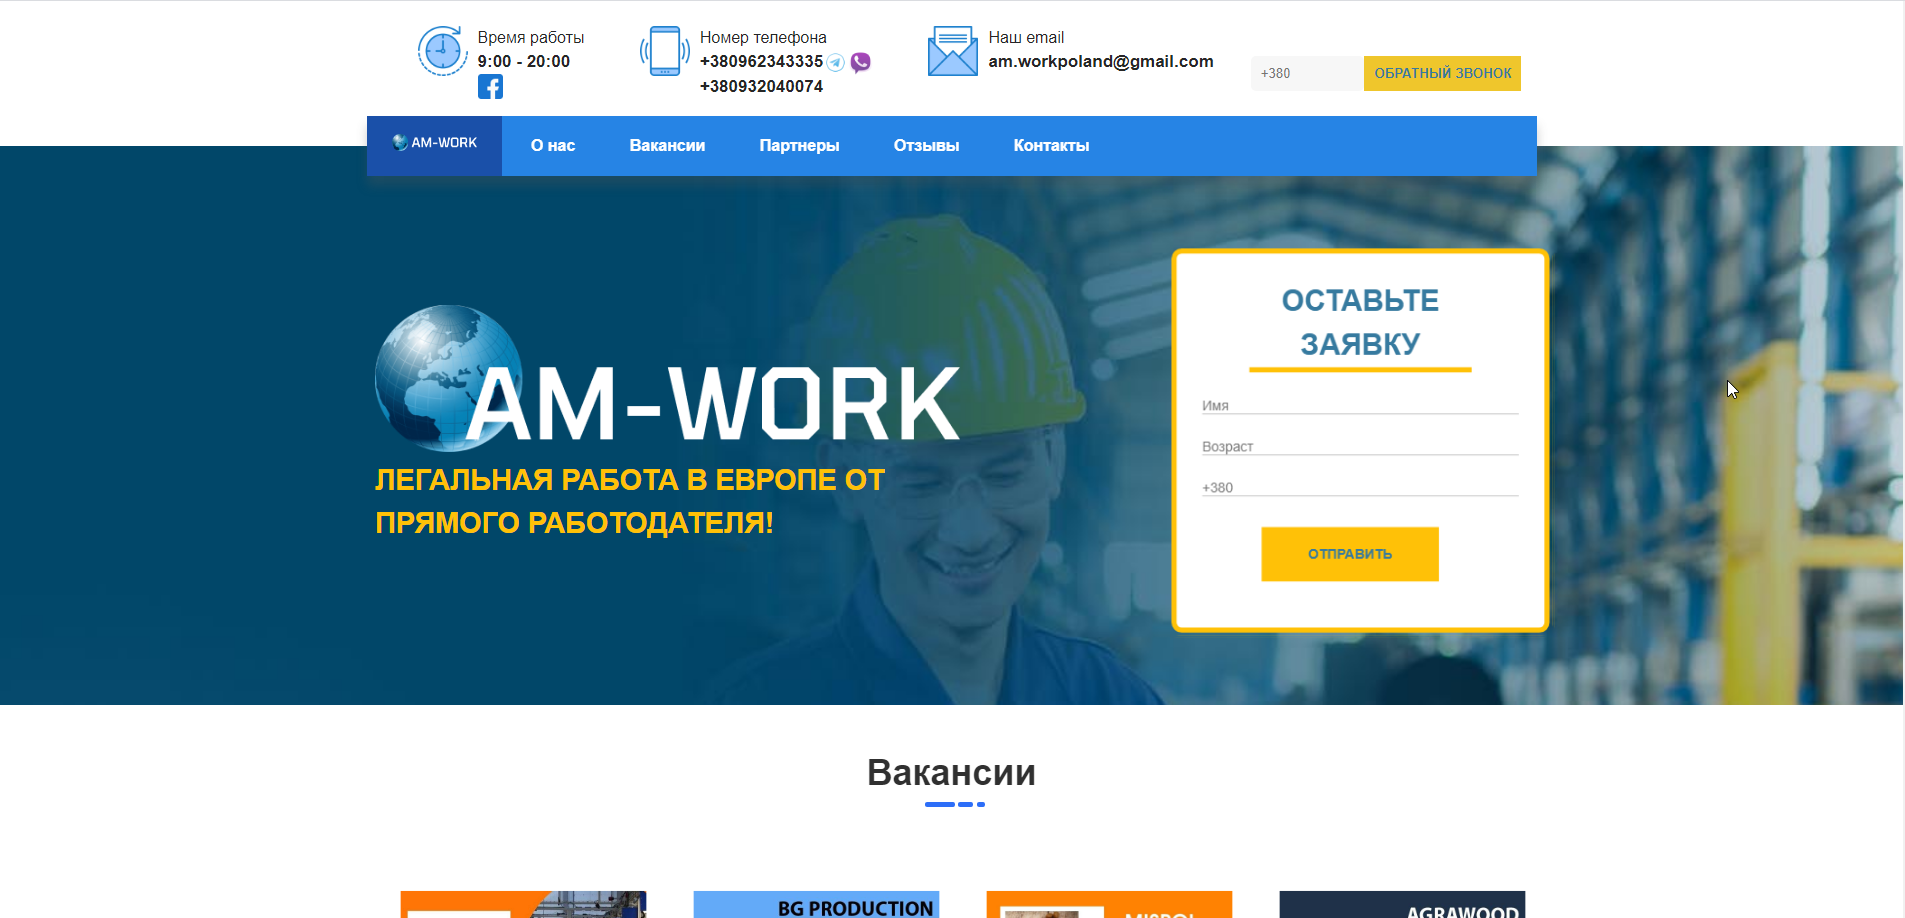 Время работы
9:00 - 20:00
Номер телефона
+380962343335
+380932040074
Наш email
am.workpoland@gmail.com
+380
ОБРАТНЫЙ ЗВОНОК
AM-WORK
О нас
Вакансии
Партнеры
Отзывы
Контакты
AM-WORK
ЛЕГАЛЬНАЯ РАБОТА В ЕВРОПЕ ОТ
ПРЯМОГО РАБОТОДАТЕЛЯ!
ОСТАВЬТЕ
ЗАЯВКУ
Имя
Возраст
+380
ОТПРАВИТЬ
Вакансии
BG PRODUCTION
AGRAWOOD